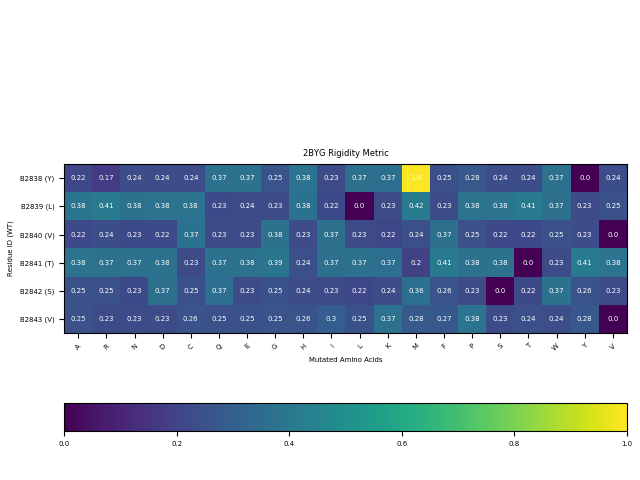 2BYG Rigidity Metric
B2838 (Y) 0.22 0.17 0.24 0.24 0.24 0.37 0.37 0.25 0.38 0.23 0.37 0.37 1.0 0.25 0.28 0.24 0.24 0.37 0.0 0.24
B2839 (L) 0.38 0.41 0.38 0.38 0.38 0.23 0.24 0.23 0.38 0.22 0.0 0.23 0.42 0.23 0.38 0.38 0.41 0.37 0.23 0.25
B2840 (V) 0.22 0.24 0.23 0.22 0.37 0.23 0.23 0.38 0.23 0.37 0.23 0.22 0.24 0.37 0.25 0.22 0.22 0.25 0.23 0.0
B2841 (T) 0.38 0.37 0.37 0.38 0.23 0.37 0.38 0.39 0.24 0.37 0.37 0.37 0.2 0.41 0.38 0.38 0.0 0.23 0.41 0.38
B2842 (S) 0.25 0.25 0.23 0.37 0.25 0.37 0.23 0.25 0.24 0.23 0.22 0.24 0.36 0.26 0.23 0.0 0.22 0.37 0.26 0.23
B2843 (V) 0.25 0.23 0.23 0.23 0.26 0.25 0.25 0.25 0.26 0.3 0.25 0.37 0.28 0.27 0.38 0.23 0.24 0.24 0.28 0.0
A R N D C Q E G H I L K M F P S T W Y V
Residue ID (WT)
Mutated Amino Acids
0.0 0.2 0.4 0.6 0.8 1.0